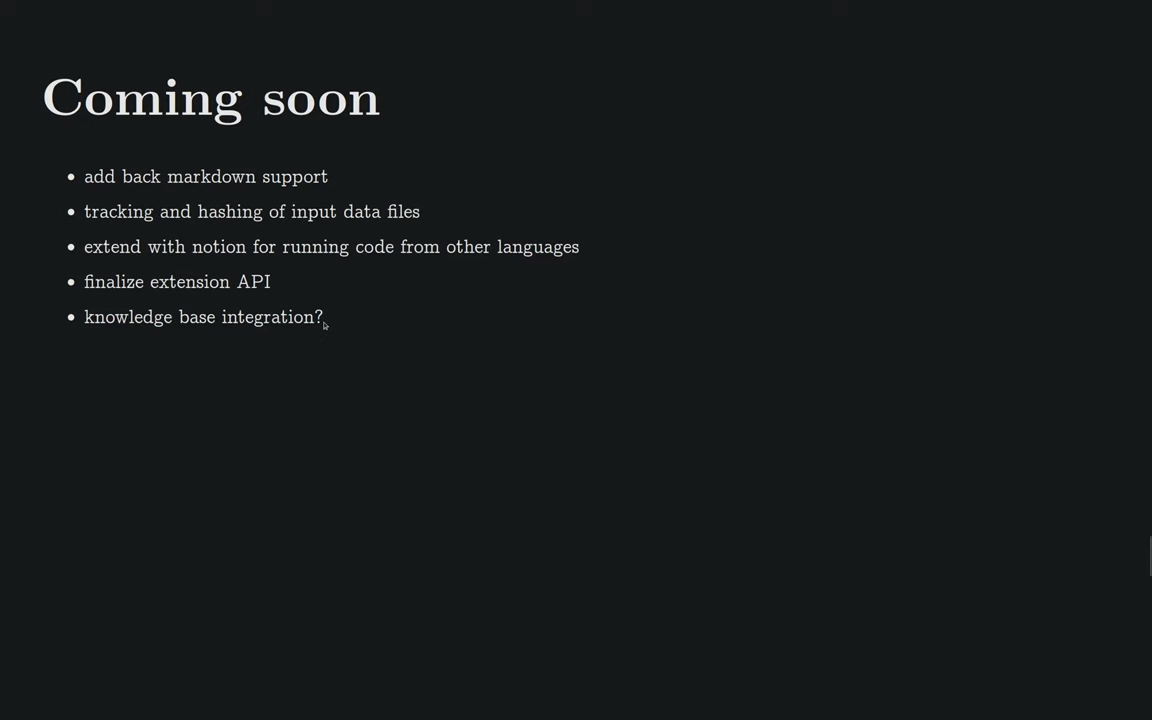 Coming soon
• add back markdown support
• tracking and hashing of input data files
• extend with notion for running code from other languages
• finalize extension API
• knowledge base integration?